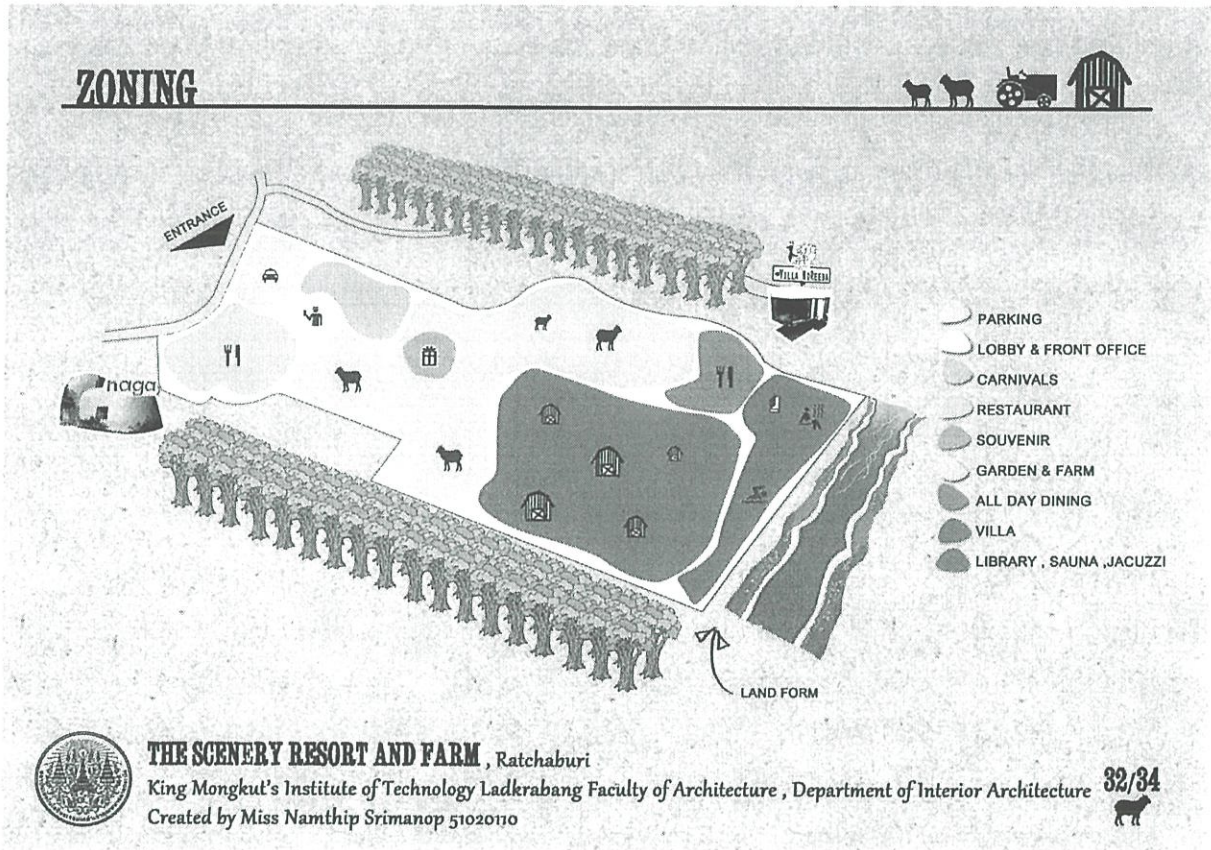 ZONING
ENTRANCE
naga
VILLA MOREEDA
PARKING
LOBBY & FRONT OFFICE
CARNIVALS
RESTAURANT
SOUVENIR
GARDEN & FARM
ALL DAY DINING
VILLA
LIBRARY , SAUNA ,JACUZZI
LAND FORM
THE SCENERY RESORT AND FARM , Ratchaburi
King Mongkut's Institute of Technology Ladkrabang Faculty of Architecture , Department of Interior Architecture
Created by Miss Namthip Srimanop 51020110
32/34